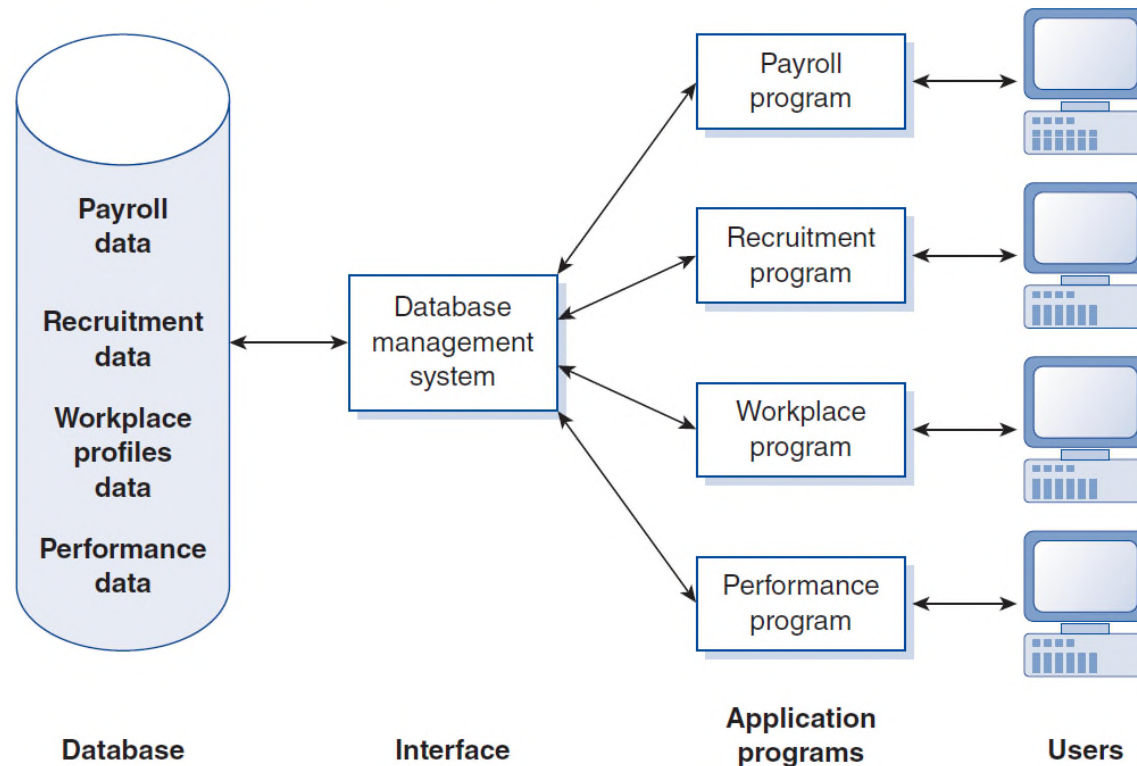 Payroll
data
Recruitment
data
Workplace
profiles
data
Performance
data
Database
management
system
Payroll
program
Recruitment
program
Workplace
program
Performance
program
Database
Interface
Application
programs
Users